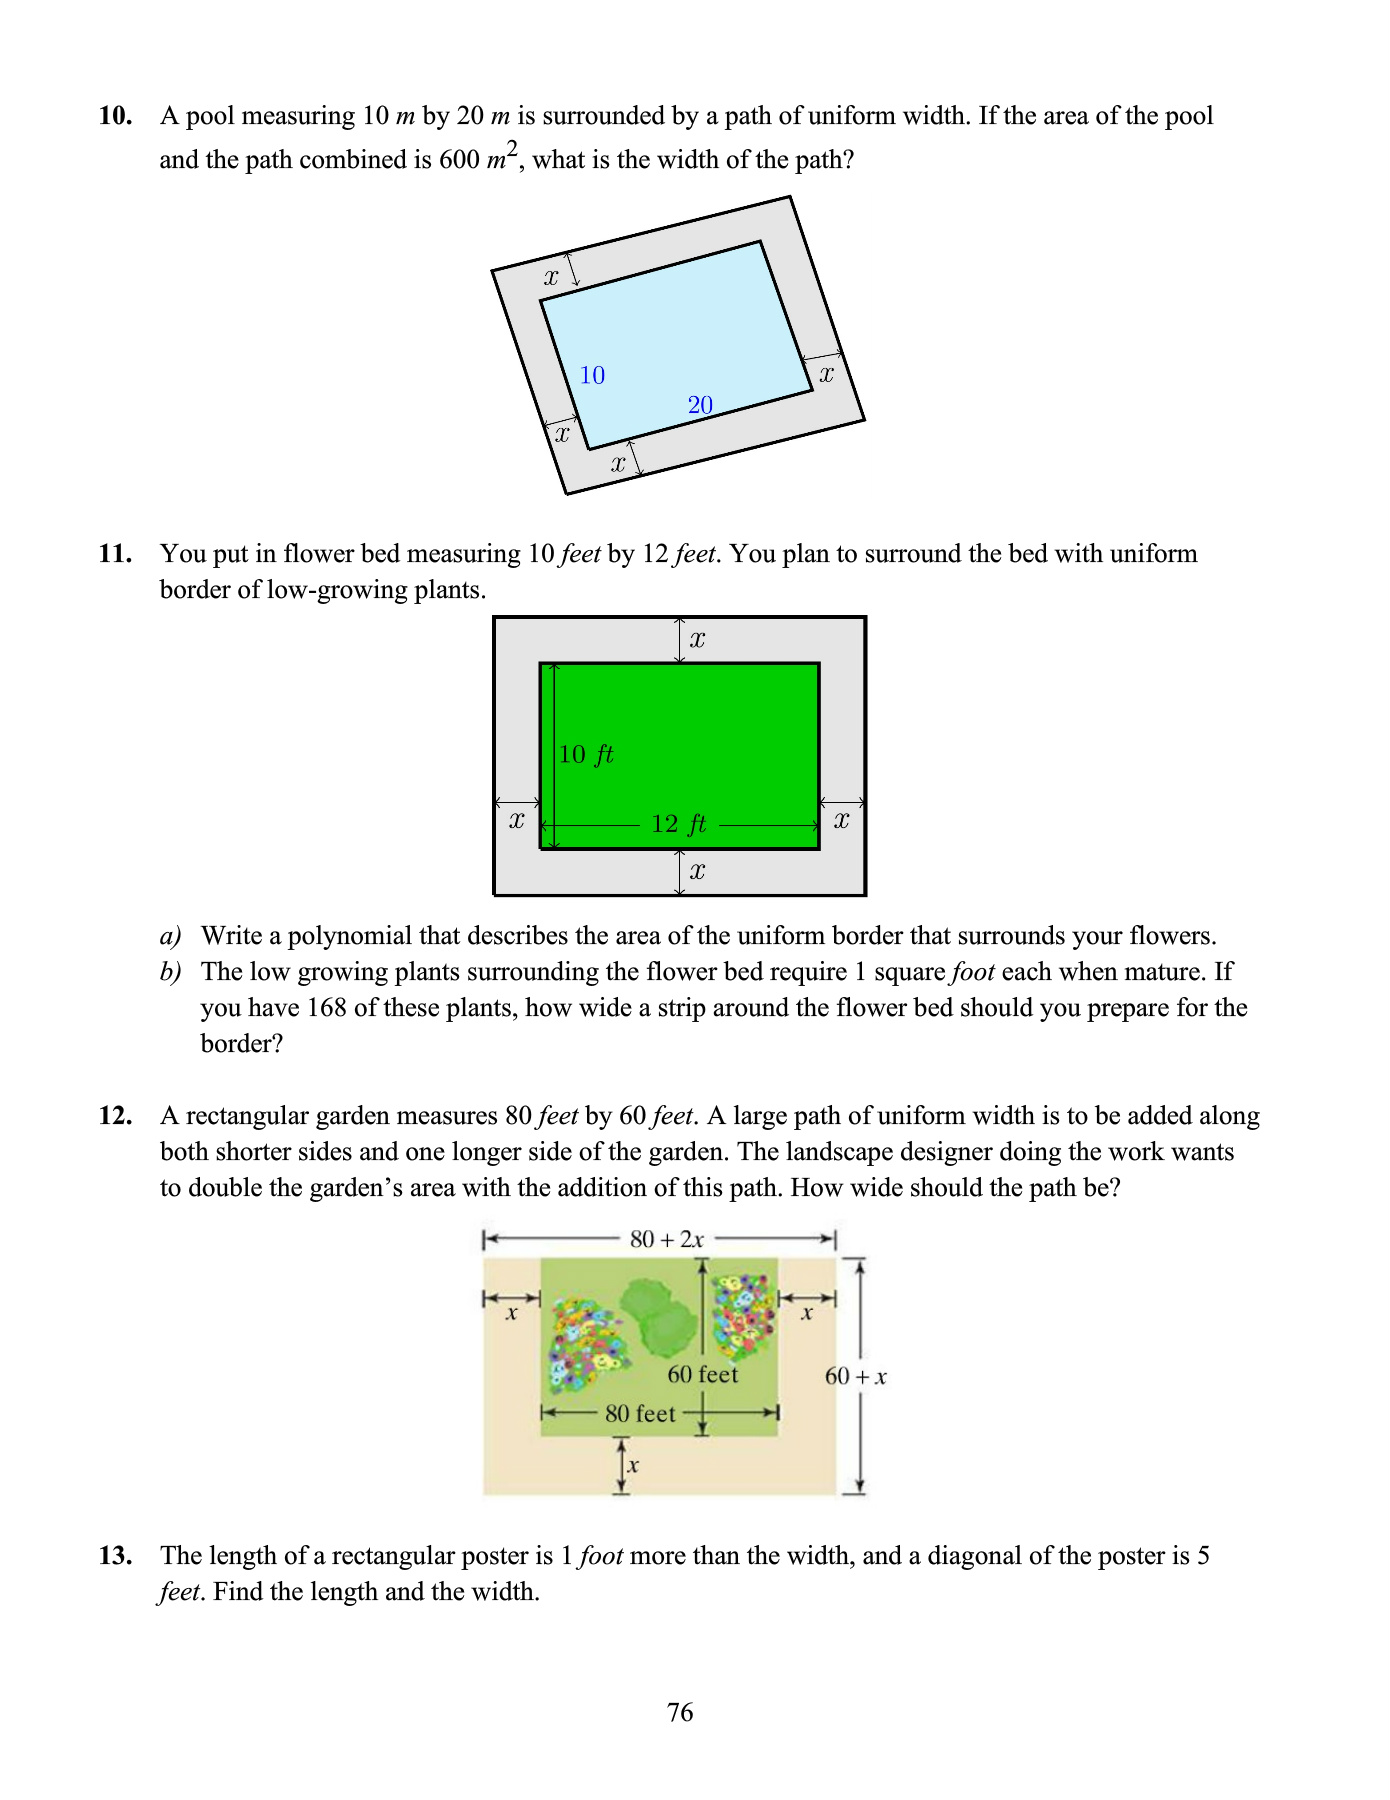 10. A pool measuring 10 m by 20 m is surrounded by a path of uniform width. If the area of the pool
and the path combined is 600 m², what is the width of the path?
x
10
x
20
x
x
11. You put in flower bed measuring 10 feet by 12 feet. You plan to surround the bed with uniform
border of low-growing plants.
x
10 ft
x 12 ft x
x
a) Write a polynomial that describes the area of the uniform border that surrounds your flowers.
b) The low growing plants surrounding the flower bed require 1 square foot each when mature. If
you have 168 of these plants, how wide a strip around the flower bed should you prepare for the
border?
12. A rectangular garden measures 80 feet by 60 feet. A large path of uniform width is to be added along
both shorter sides and one longer side of the garden. The landscape designer doing the work wants
to double the garden’s area with the addition of this path. How wide should the path be?
80 + 2x
x x
60 feet 60 + x
80 feet
x
13. The length of a rectangular poster is 1 foot more than the width, and a diagonal of the poster is 5
feet. Find the length and the width.
76